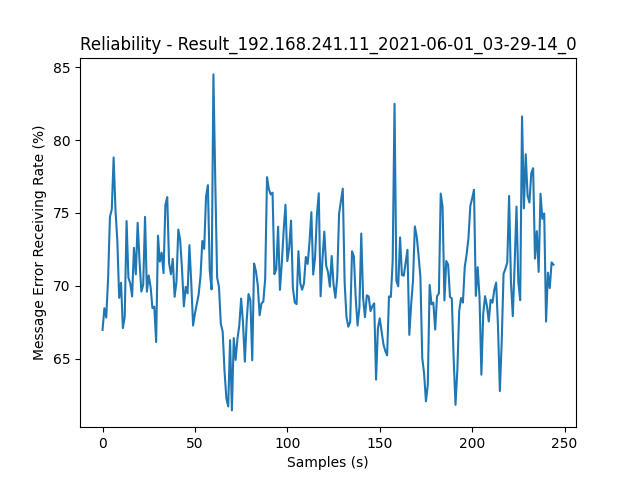 Reliability - Result_192.168.241.11_2021-06-01_03-29-14_0
Message Error Receiving Rate (%)
85
80
75
70
65
0 50 100 150 200 250
Samples (s)